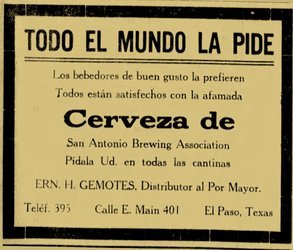 TODO EL MUNDO LA PIDE
Los bebedores de buen gusto la prefieren
Todos están satisfechos con la afamada
Cerveza de
San Antonio Brewing Association
Pídala Ud. en todas las cantinas
ERN. H. GEMOTES, Distributor al Por Mayor.
Teléf. 395 Calle E. Main 401 El Paso, Texas